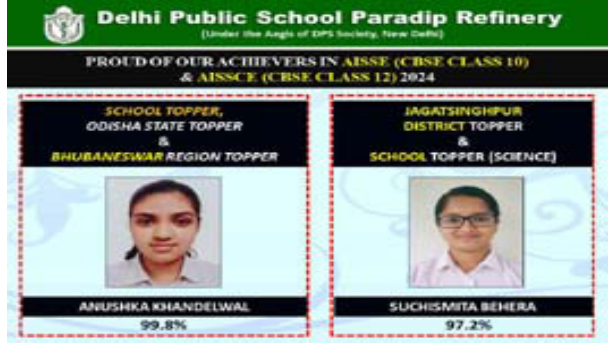 Delhi Public School Paradip Refinery
(Under the Aegis of DPS Society, New Delhi)
PROUD OF OUR ACHIEVERS IN AISSE (CBSE CLASS 10)
& AISSCE (CBSE CLASS 12) 2024
SCHOOL TOPPER,
ODISHA STATE TOPPER
&
BHUBANESWAR REGION TOPPER
ANUSHKA KHANDELWAL
99.8%
JAGATSINGHPUR
DISTRICT TOPPER
&
SCHOOL TOPPER (SCIENCE)
SUCHISMITA BEHERA
97.2%